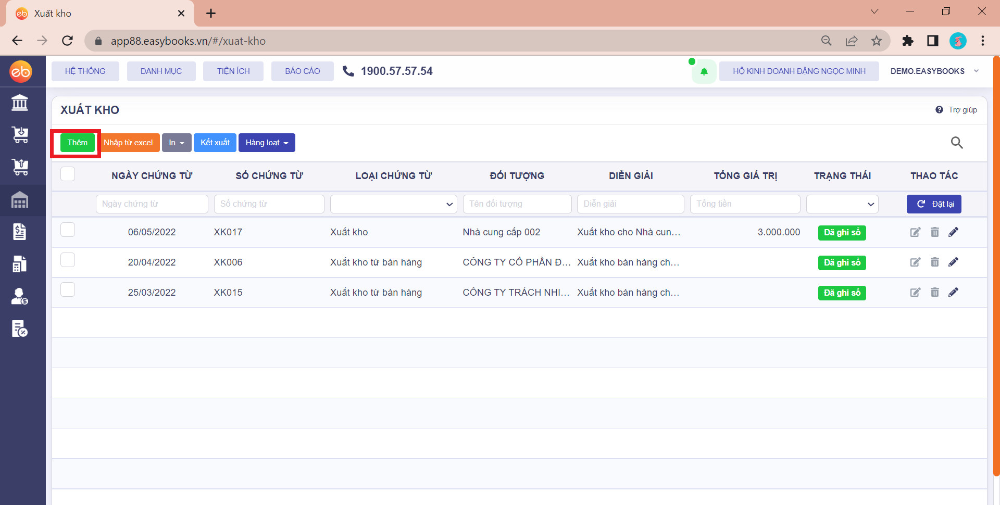 Xuất kho
app88.easybooks.vn/#/xuat-kho
eb
HỆ THỐNG DANH MỤC TIỆN ÍCH BÁO CÁO 1900.57.57.54 HỘ KINH DOANH ĐẶNG NGỌC MINH DEMO.EASYBOOKS
XUẤT KHO Trợ giúp
Thêm Nhập từ excel In Kết xuất Hàng loạt
NGÀY CHỨNG TỪ SỐ CHỨNG TỪ LOẠI CHỨNG TỪ ĐỐI TƯỢNG DIỄN GIẢI TỔNG GIÁ TRỊ TRẠNG THÁI THAO TÁC
Ngày chứng từ Số chứng từ Tên đối tượng Diễn giải Tổng tiền Đặt lại
06/05/2022 XK017 Xuất kho Nhà cung cấp 002 Xuất kho cho Nhà cun... 3.000.000 Đã ghi sổ
20/04/2022 XK006 Xuất kho từ bán hàng CÔNG TY CỔ PHẦN Đ... Xuất kho bán hàng ch... Đã ghi sổ
25/03/2022 XK015 Xuất kho từ bán hàng CÔNG TY TRÁCH NHI... Xuất kho bán hàng ch... Đã ghi sổ